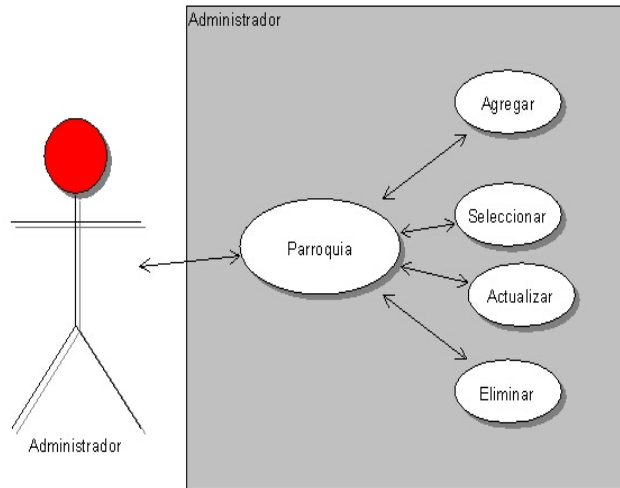 Administrador
Agregar
Seleccionar
Parroquia
Actualizar
Eliminar
Administrador